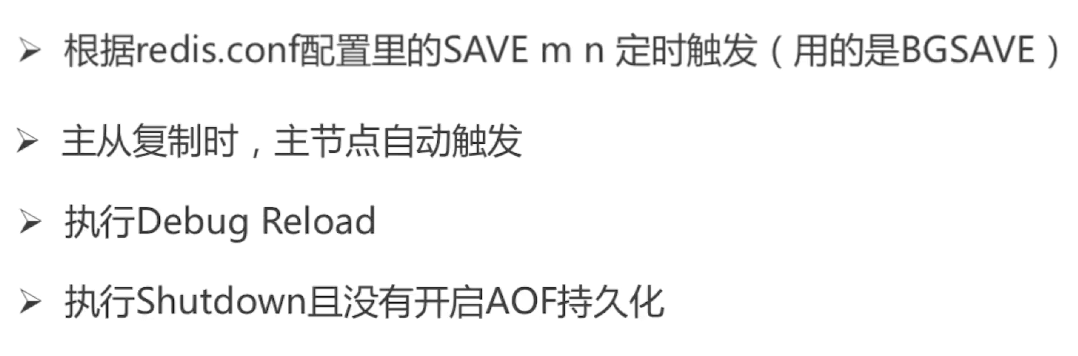 ➢ 根据redis.conf配置里的SAVE m n 定时触发（用的是BGSAVE）
➢ 主从复制时，主节点自动触发
➢ 执行Debug Reload
➢ 执行Shutdown且没有开启AOF持久化